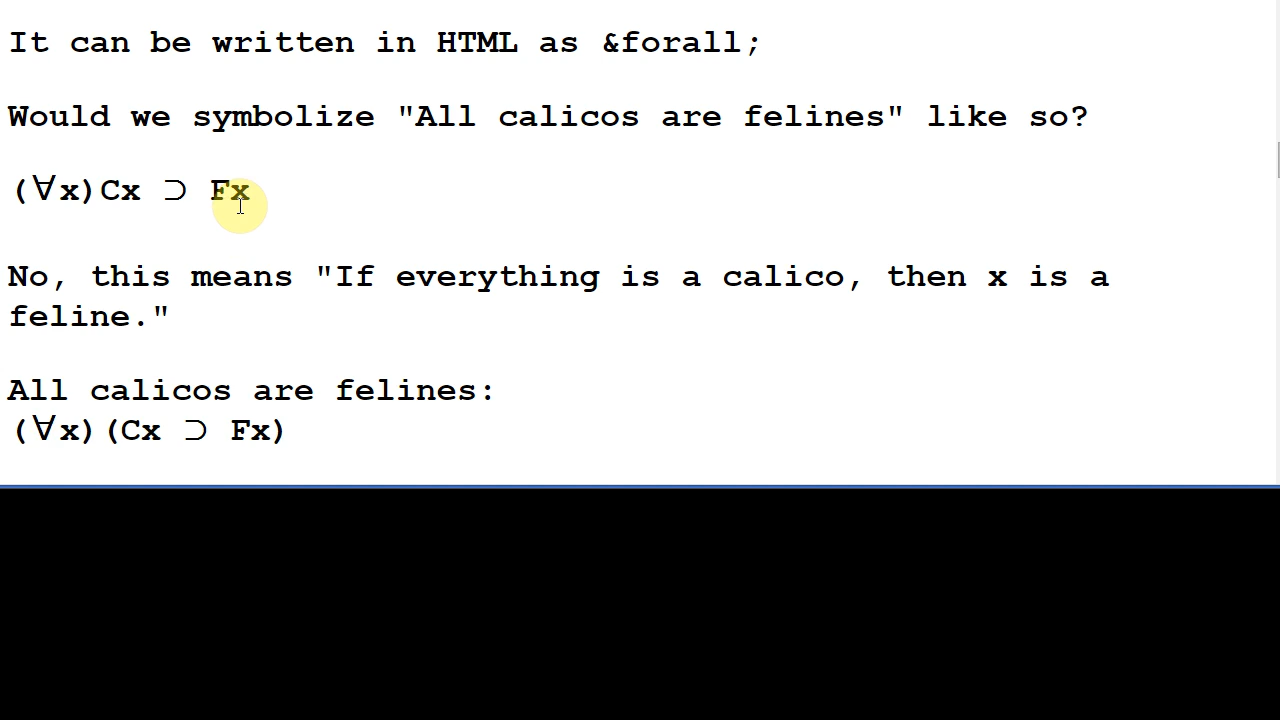 It can be written in HTML as &forall;
Would we symbolize "All calicos are felines" like so?
(∀x)Cx ⊃ Fx
No, this means "If everything is a calico, then x is a
feline."
All calicos are felines:
(∀x)(Cx ⊃ Fx)